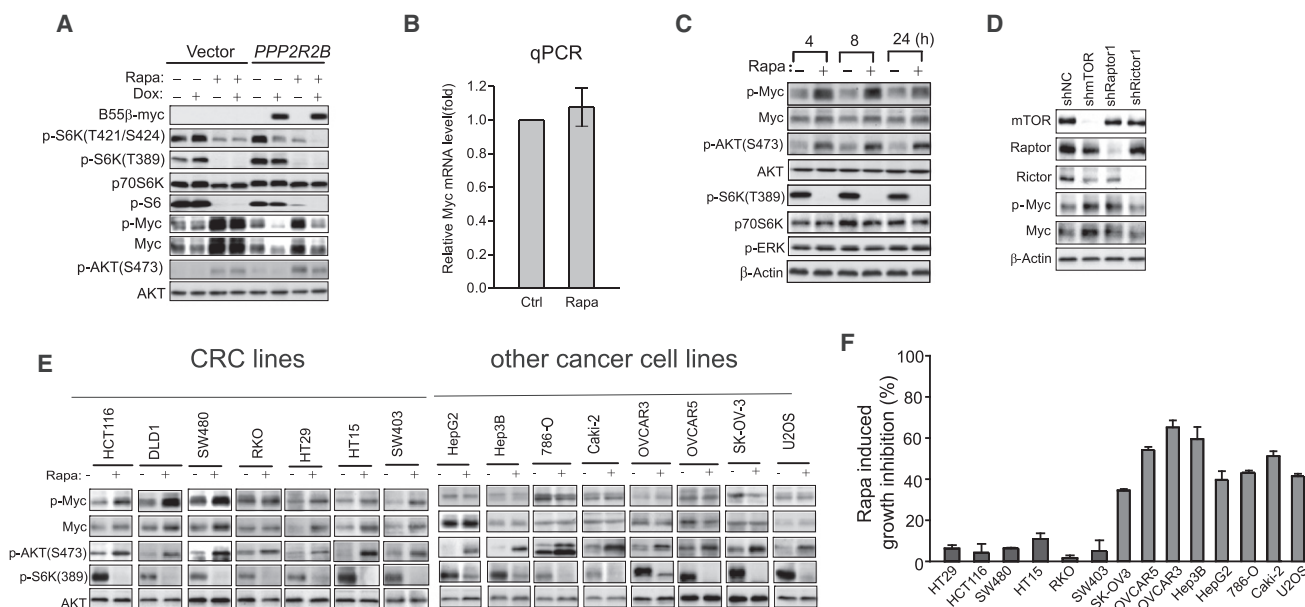 A
Vector PPP2R2B
Rapa: – – + + – – + +
Dox: – + – + – + – +
B55β-myc
p-S6K(T421/S424)
p-S6K(T389)
p70S6K
p-S6
p-Myc
Myc
p-AKT(S473)
AKT
B
qPCR
Relative Myc mRNA level(fold)
1.2
1.0
0.8
0.6
0.4
0.2
0.0
Ctrl Rapa
C
4 8 24 (h)
Rapa : – + – + – +
p-Myc
Myc
p-AKT(S473)
AKT
p-S6K(T389)
p70S6K
p-ERK
β-Actin
D
shNC shmTOR shRaptor1 shRictor1
mTOR
Raptor
Rictor
p-Myc
Myc
β-Actin
E
CRC lines other cancer cell lines
HCT116 DLD1 SW480 RKO HT29 HT15 SW403 HepG2 Hep3B 786-O Caki-2 OVCAR3 OVCAR5 SK-OV-3 U2OS
Rapa: - + - + - + - + - + - + - + - + - + - + - + - + - + - + - +
p-Myc
Myc
p-AKT(S473)
p-S6K(389)
AKT
F
Rapa induced
growth inhibition (%)
100
80
60
40
20
0
HT29 HCT116 SW480 HT15 RKO SW403 SK-OV3 OVCAR5 OVCAR3 Hep3B HepG2 786-O Caki-2 U2OS